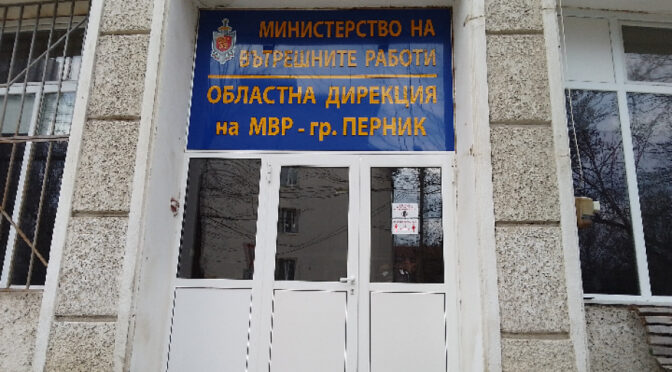 МИНИСТЕРСТВО НА
ВЪТРЕШНИТЕ РАБОТИ
ОБЛАСТНА ДИРЕКЦИЯ
на МВР - гр. ПЕРНИК